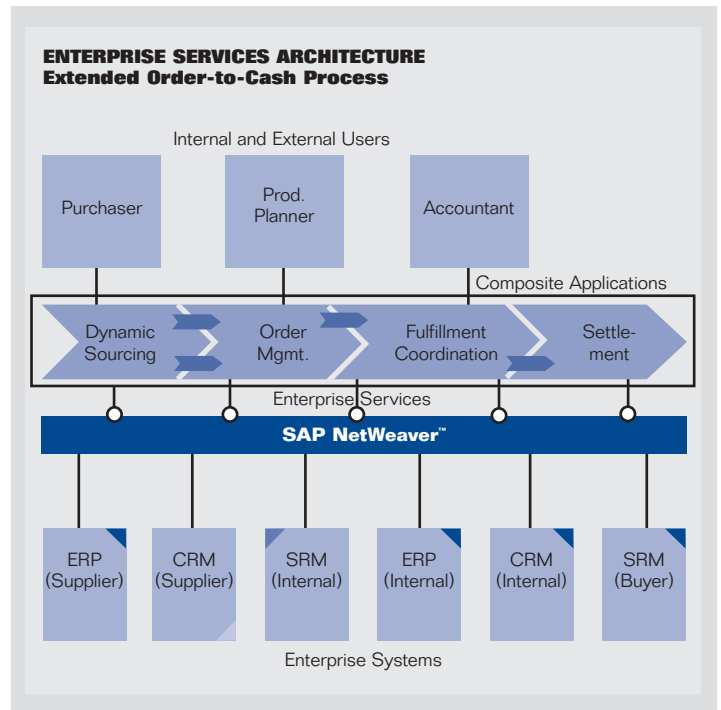 ENTERPRISE SERVICES ARCHITECTURE
Extended Order-to-Cash Process
Internal and External Users
Purchaser
Prod.
Planner
Accountant
Composite Applications
Dynamic
Sourcing
Order
Mgmt.
Fulfillment
Coordination
Settle-
ment
Enterprise Services
SAP NetWeaver™
ERP
(Supplier)
CRM
(Supplier)
SRM
(Internal)
ERP
(Internal)
CRM
(Internal)
SRM
(Buyer)
Enterprise Systems